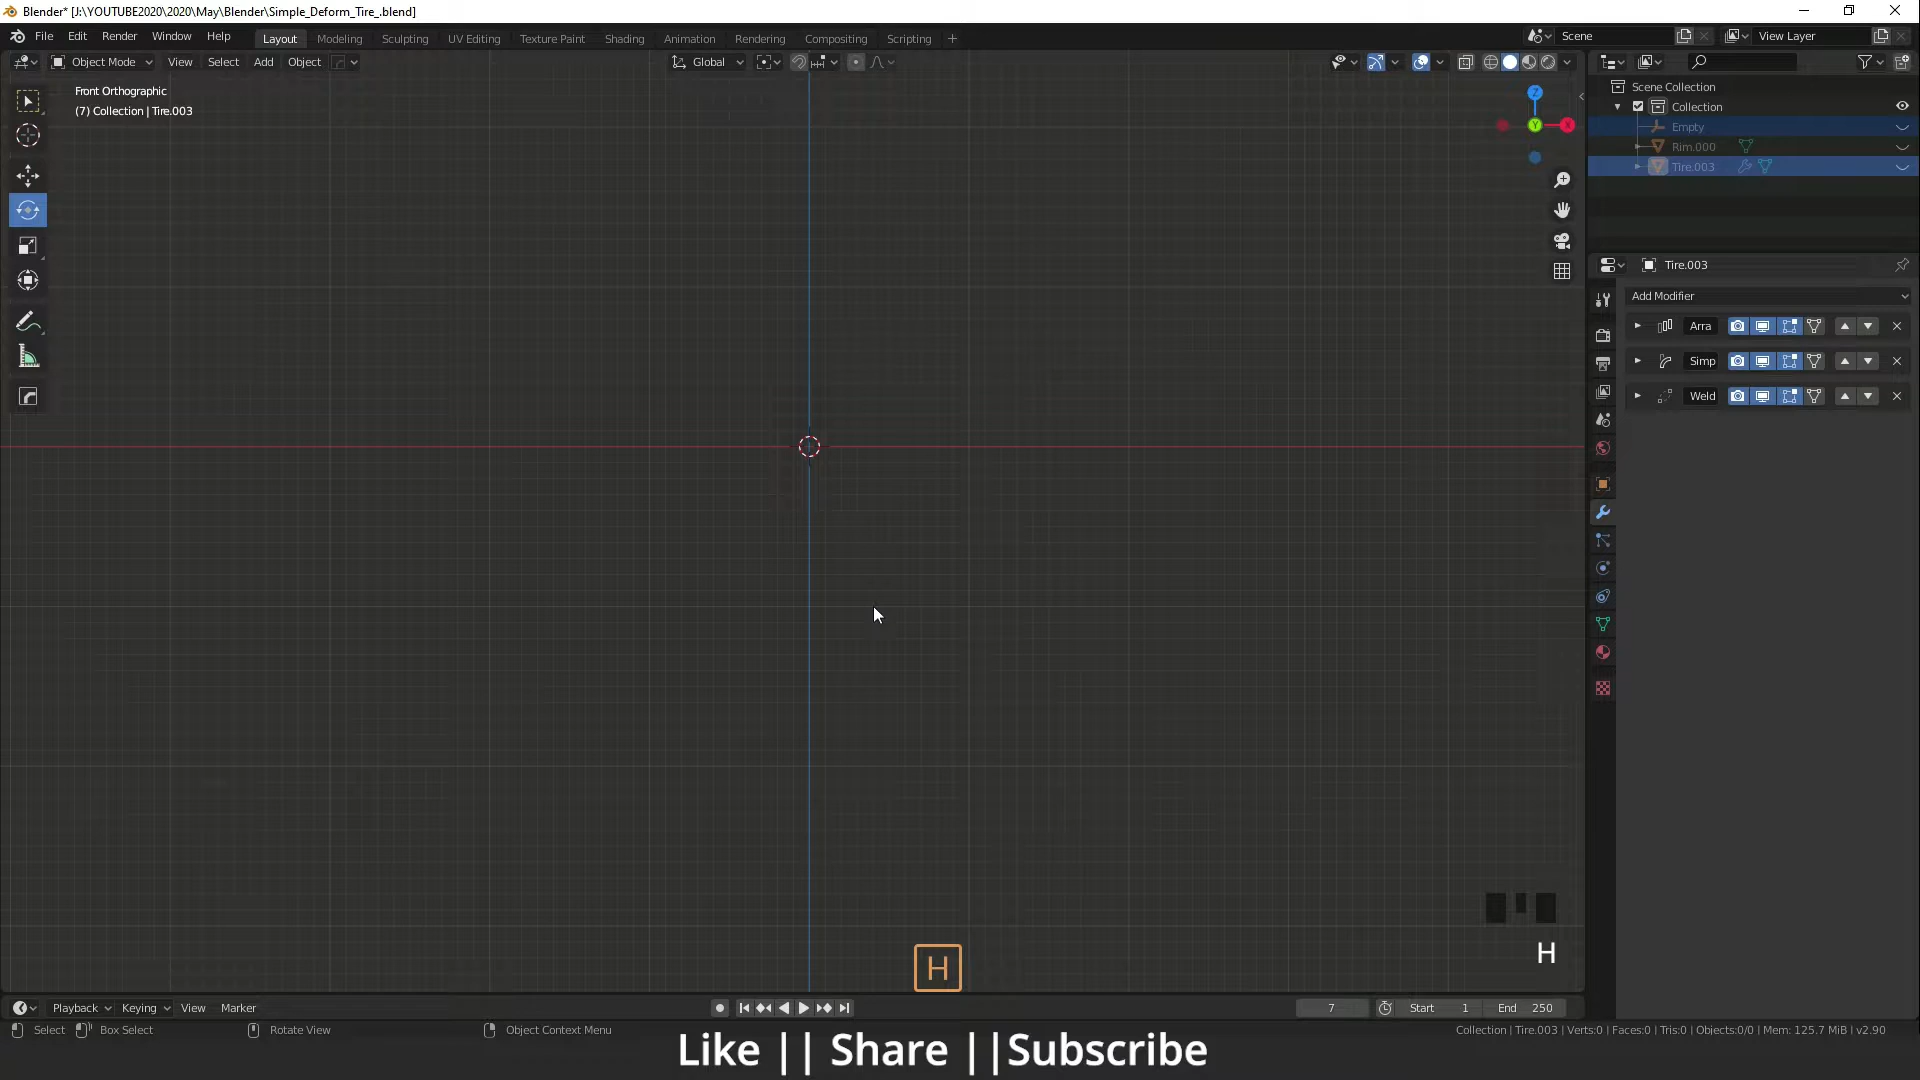 Blender* [J:\YOUTUBE2020\2020\May\Blender\Simple_Deform_Tire_.blend]
File Edit Render Window Help
Layout Modeling Sculpting UV Editing Texture Paint Shading Animation Rendering Compositing Scripting
Scene
View Layer
Object Mode View Select Add Object
Global
Front Orthographic
(7) Collection | Tire.003
Z
Y
X
Scene Collection
Collection
Empty
Rim.000
Tire.003
Tire.003
Add Modifier
Arra
Simp
Weld
H
H
Playback Keying View Marker
7
Start 1
End 250
Select Box Select Rotate View Object Context Menu
Collection | Tire.003 | Verts:0 | Faces:0 | Tris:0 | Objects:0/0 | Mem: 125.7 MiB | v2.90
Like || Share ||Subscribe